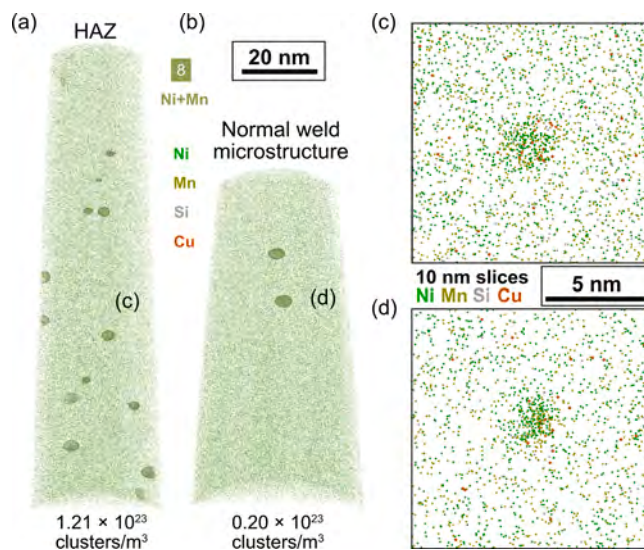 (a)
HAZ
(b)
20 nm
8
Ni+Mn
Normal weld
microstructure
Ni
Mn
Si
Cu
(c)
(d)
1.21 × 10²³
clusters/m³
0.20 × 10²³
clusters/m³
(c)
10 nm slices
Ni Mn Si Cu
5 nm
(d)